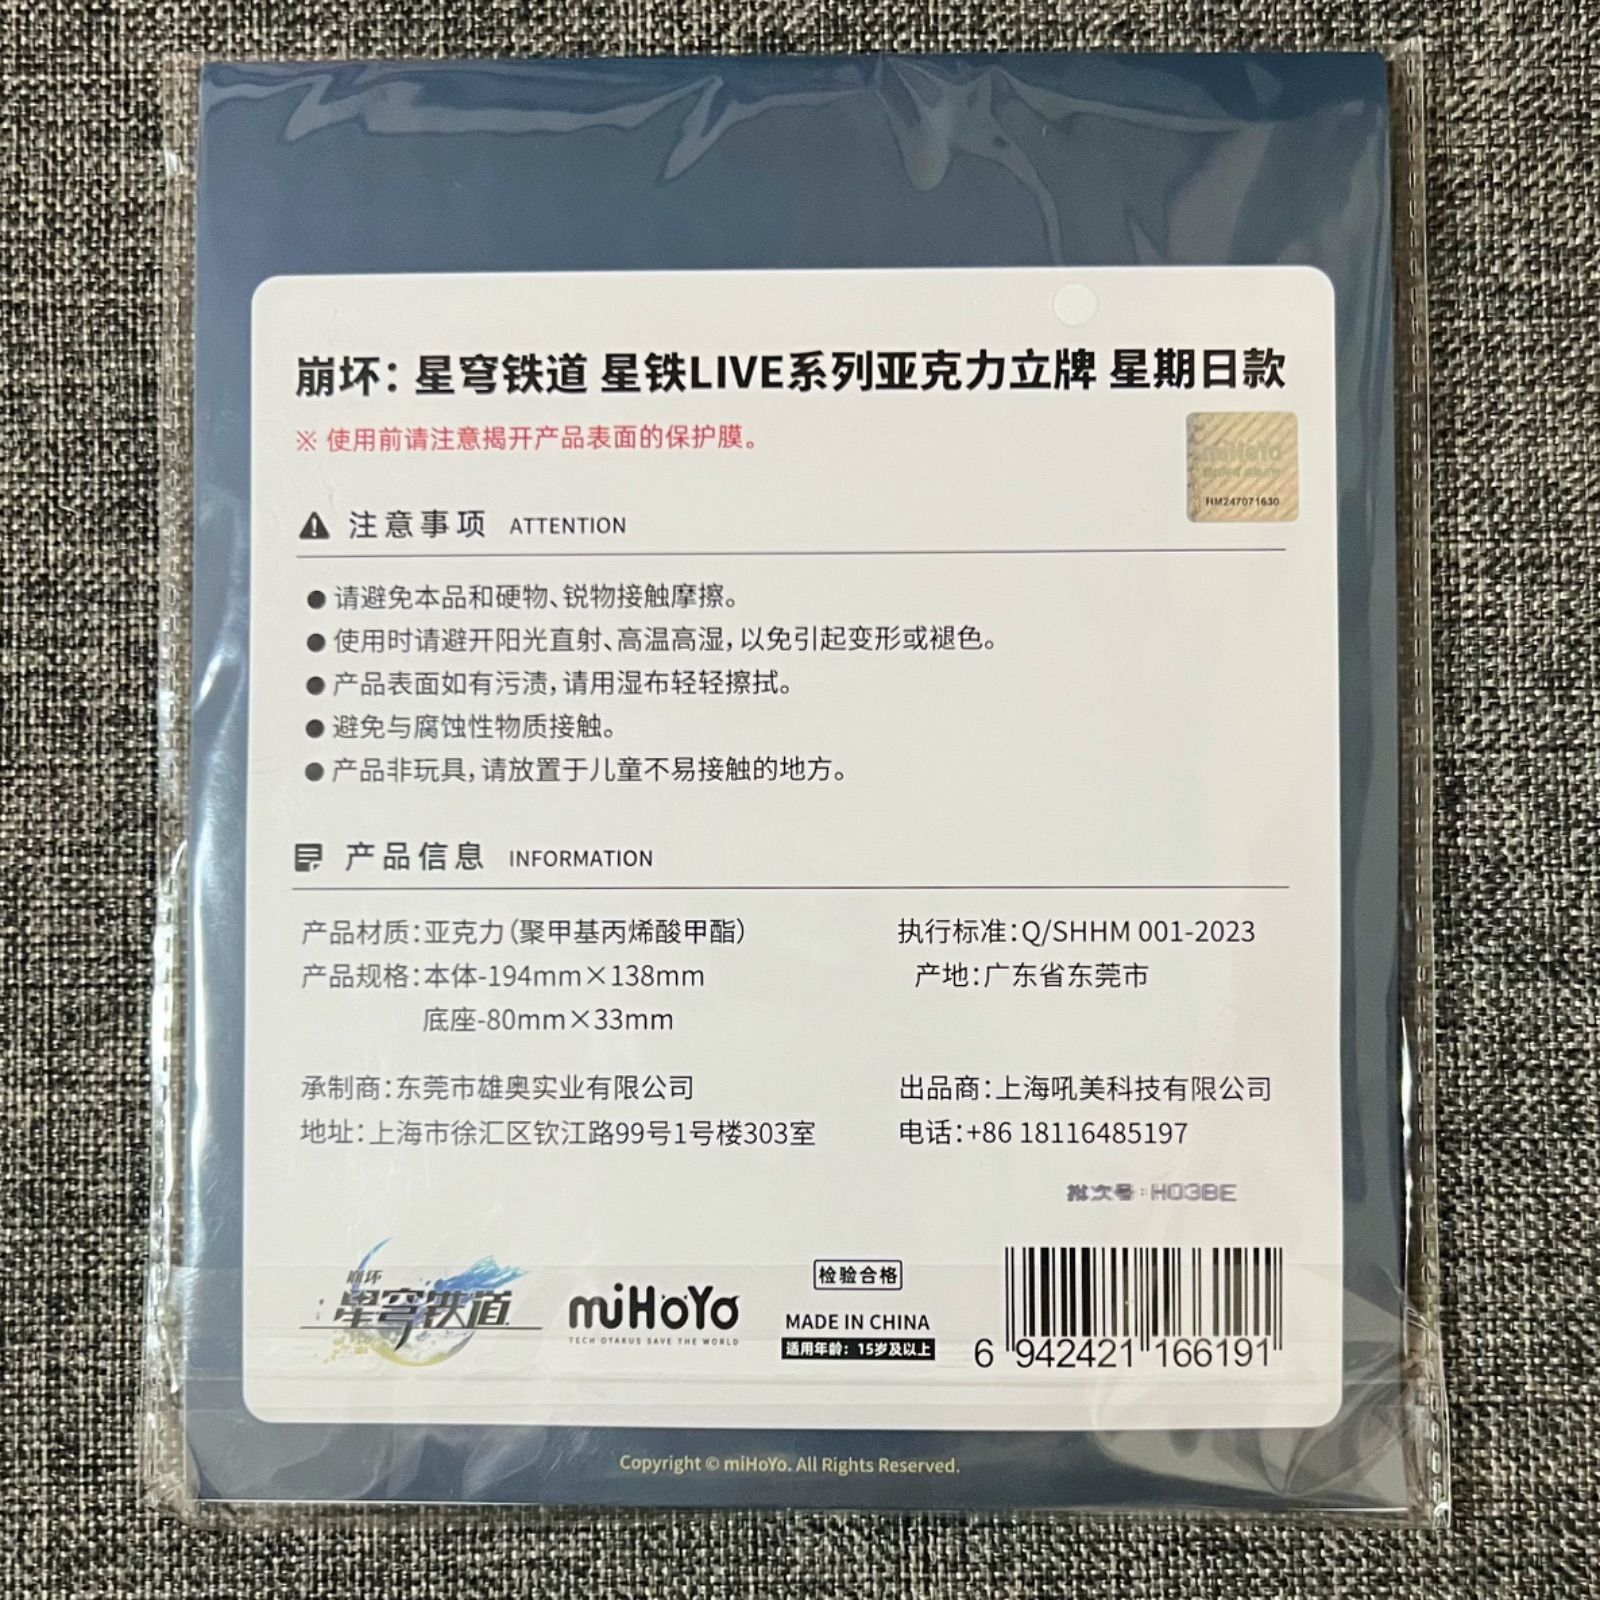 崩坏：星穹铁道 星铁LIVE系列亚克力立牌 星期日款
※ 使用前请注意揭开产品表面的保护膜。
miHoYo
HM247071630
注意事项 ATTENTION
● 请避免本品和硬物、锐物接触摩擦。
● 使用时请避开阳光直射、高温高湿，以免引起变形或褪色。
● 产品表面如有污渍，请用湿布轻轻擦拭。
● 避免与腐蚀性物质接触。
● 产品非玩具，请放置于儿童不易接触的地方。
产品信息 INFORMATION
产品材质：亚克力（聚甲基丙烯酸甲酯） 执行标准：Q/SHHM 001-2023
产品规格：本体-194mm×138mm 产地：广东省东莞市
底座-80mm×33mm
承制商：东莞市雄奥实业有限公司 出品商：上海吼美科技有限公司
地址：上海市徐汇区钦江路99号1号楼303室 电话：+86 18116485197
批次号：H03BE
崩坏
星穹铁道
miHoYo
TECH OTAKUS SAVE THE WORLD
检验合格
MADE IN CHINA
适用年龄：15岁及以上
6 942421 166191
Copyright © miHoYo. All Rights Reserved.